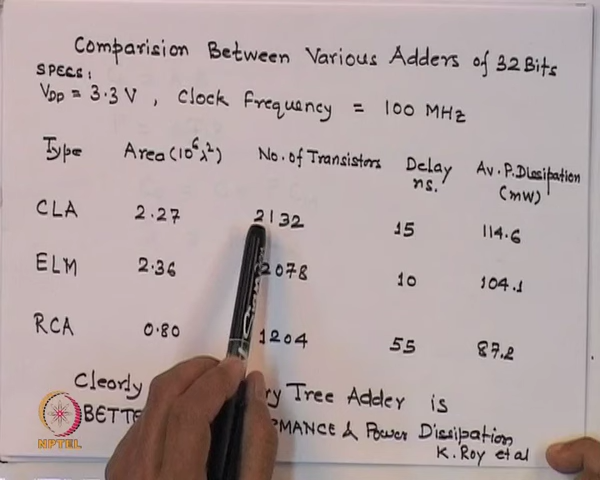 Comparision Between Various Adders of 32 Bits
SPECS:
VDD = 3.3 V, Clock Frequency = 100 MHz
Type Area (10⁶λ²) No. of Transistors Delay ns. Av. P. Dissipation (mW)
CLA 2.27 2132 15 114.6
ELM 2.36 2078 10 104.1
RCA 0.80 1204 55 87.2
Clearly Tree Adder is
BETTE & Power Dissipation
K. Roy et al
NPTEL